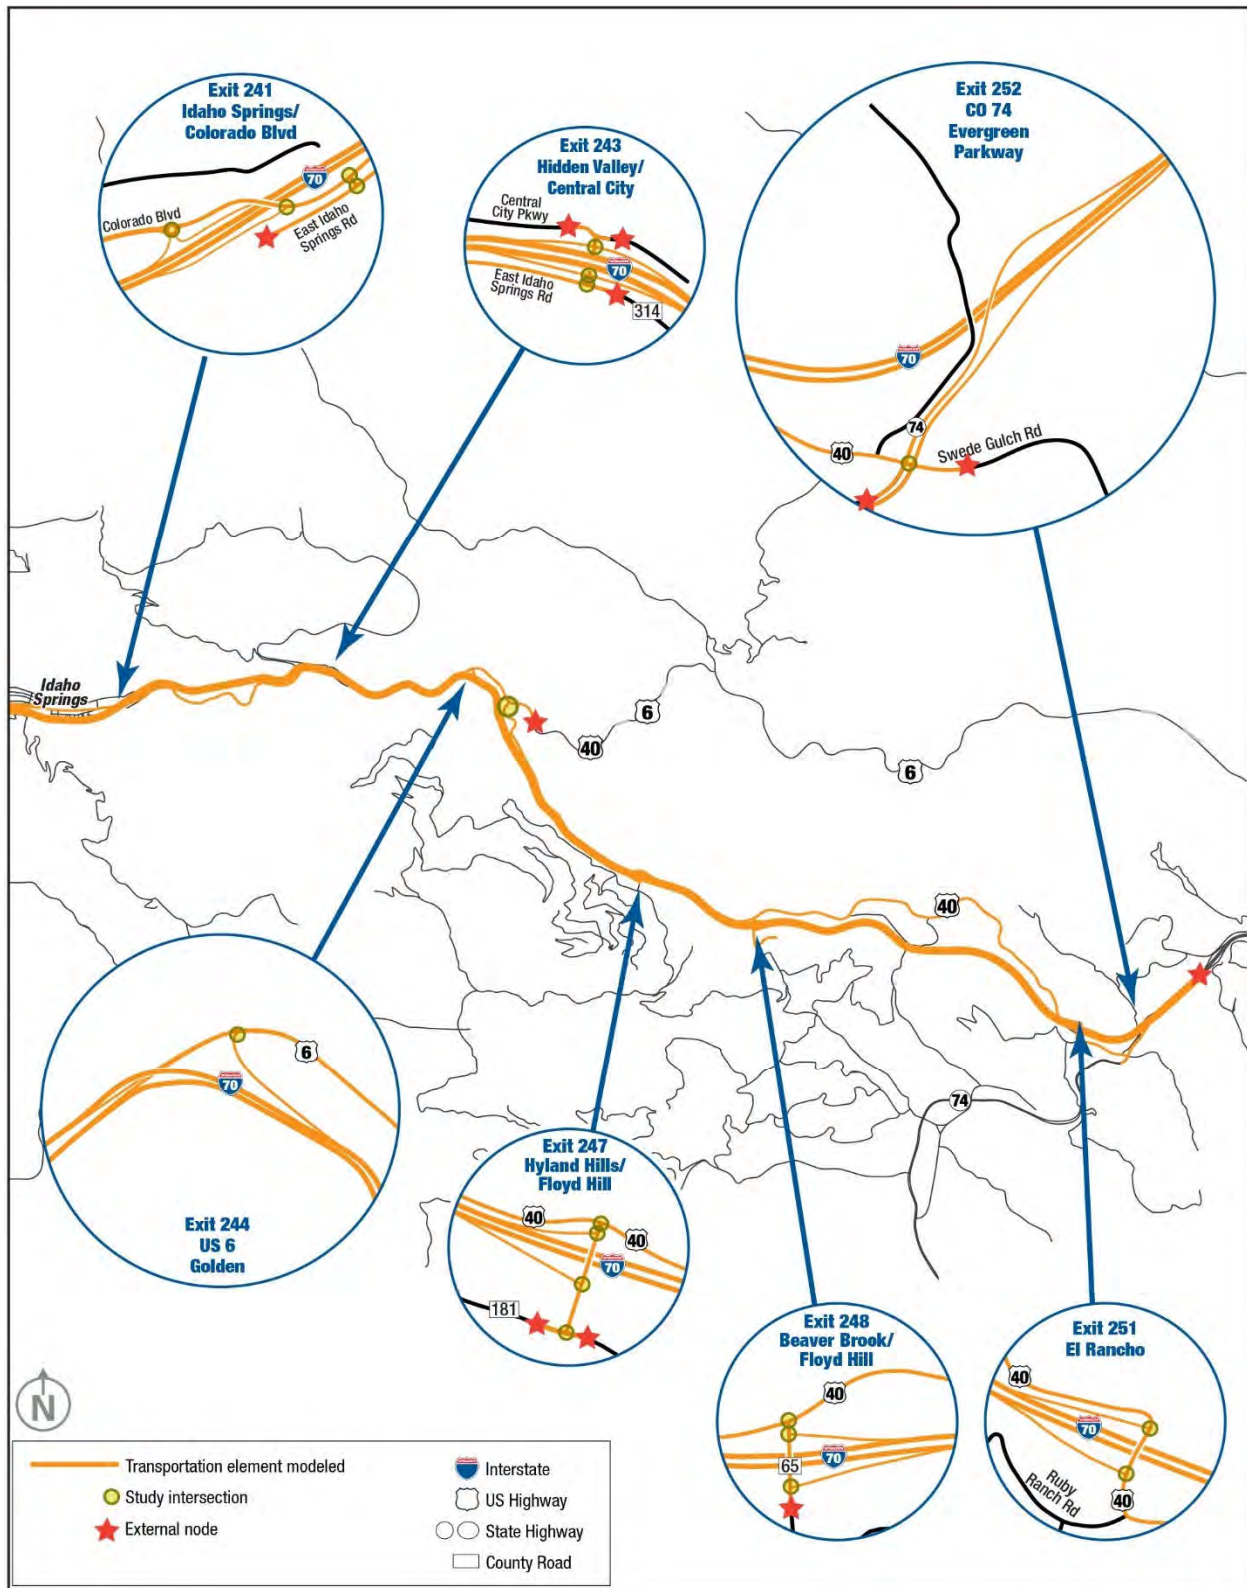 Exit 241
Idaho Springs/
Colorado Blvd
70
Colorado Blvd
East Idaho
Springs Rd
Exit 243
Hidden Valley/
Central City
Central
City Pkwy
70
East Idaho
Springs Rd
314
Exit 252
CO 74
Evergreen
Parkway
70
74
40
Swede Gulch Rd
Idaho
Springs
6
40
6
40
74
6
70
Exit 244
US 6
Golden
Exit 247
Hyland Hills/
Floyd Hill
40
40
70
181
Exit 248
Beaver Brook/
Floyd Hill
40
70
65
Exit 251
El Rancho
40
70
Ruby
Ranch Rd
40
N
Transportation element modeled
Study intersection
External node
Interstate
US Highway
State Highway
County Road